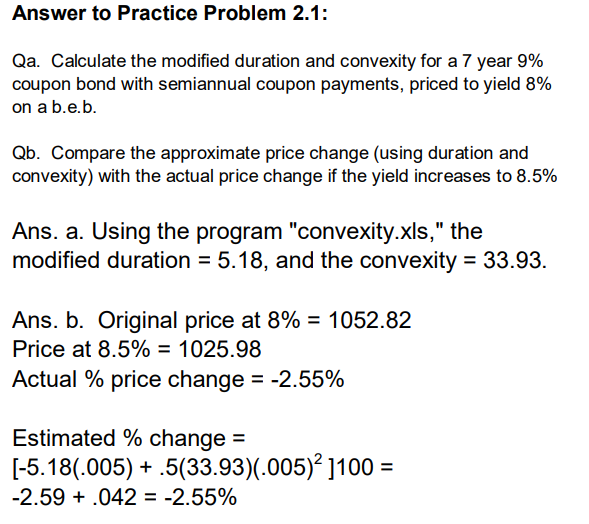 Answer to Practice Problem 2.1:
Qa.  Calculate the modified duration and convexity for a 7 year 9%
coupon bond with semiannual coupon payments, priced to yield 8%
on a b.e.b.
Qb.  Compare the approximate price change (using duration and
convexity) with the actual price change if the yield increases to 8.5%
Ans. a. Using the program "convexity.xls," the
modified duration = 5.18, and the convexity = 33.93.
Ans. b.  Original price at 8% = 1052.82
Price at 8.5% = 1025.98
Actual % price change = -2.55%
Estimated % change =
[-5.18(.005) + .5(33.93)(.005)² ]100 =
-2.59 + .042 = -2.55%